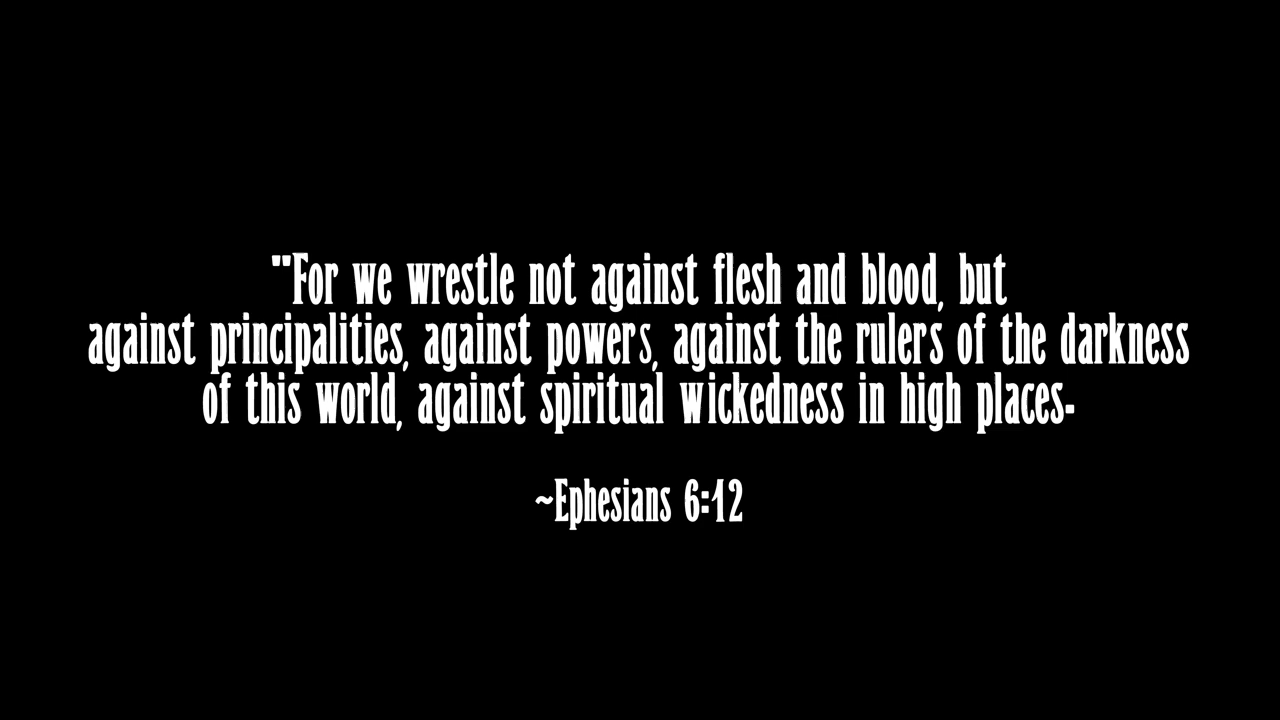 "For we wrestle not against flesh and blood, but
against principalities, against powers, against the rulers of the darkness
of this world, against spiritual wickedness in high places.
~Ephesians 6:12